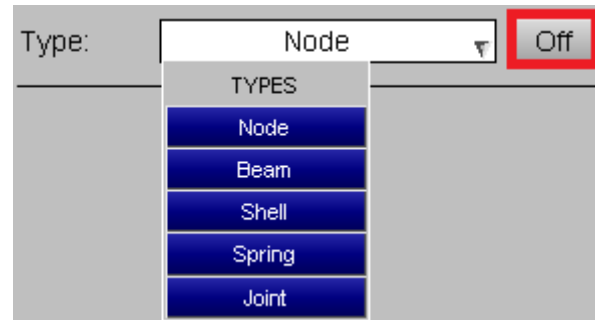 Type: Node Off
TYPES
Node
Beam
Shell
Spring
Joint